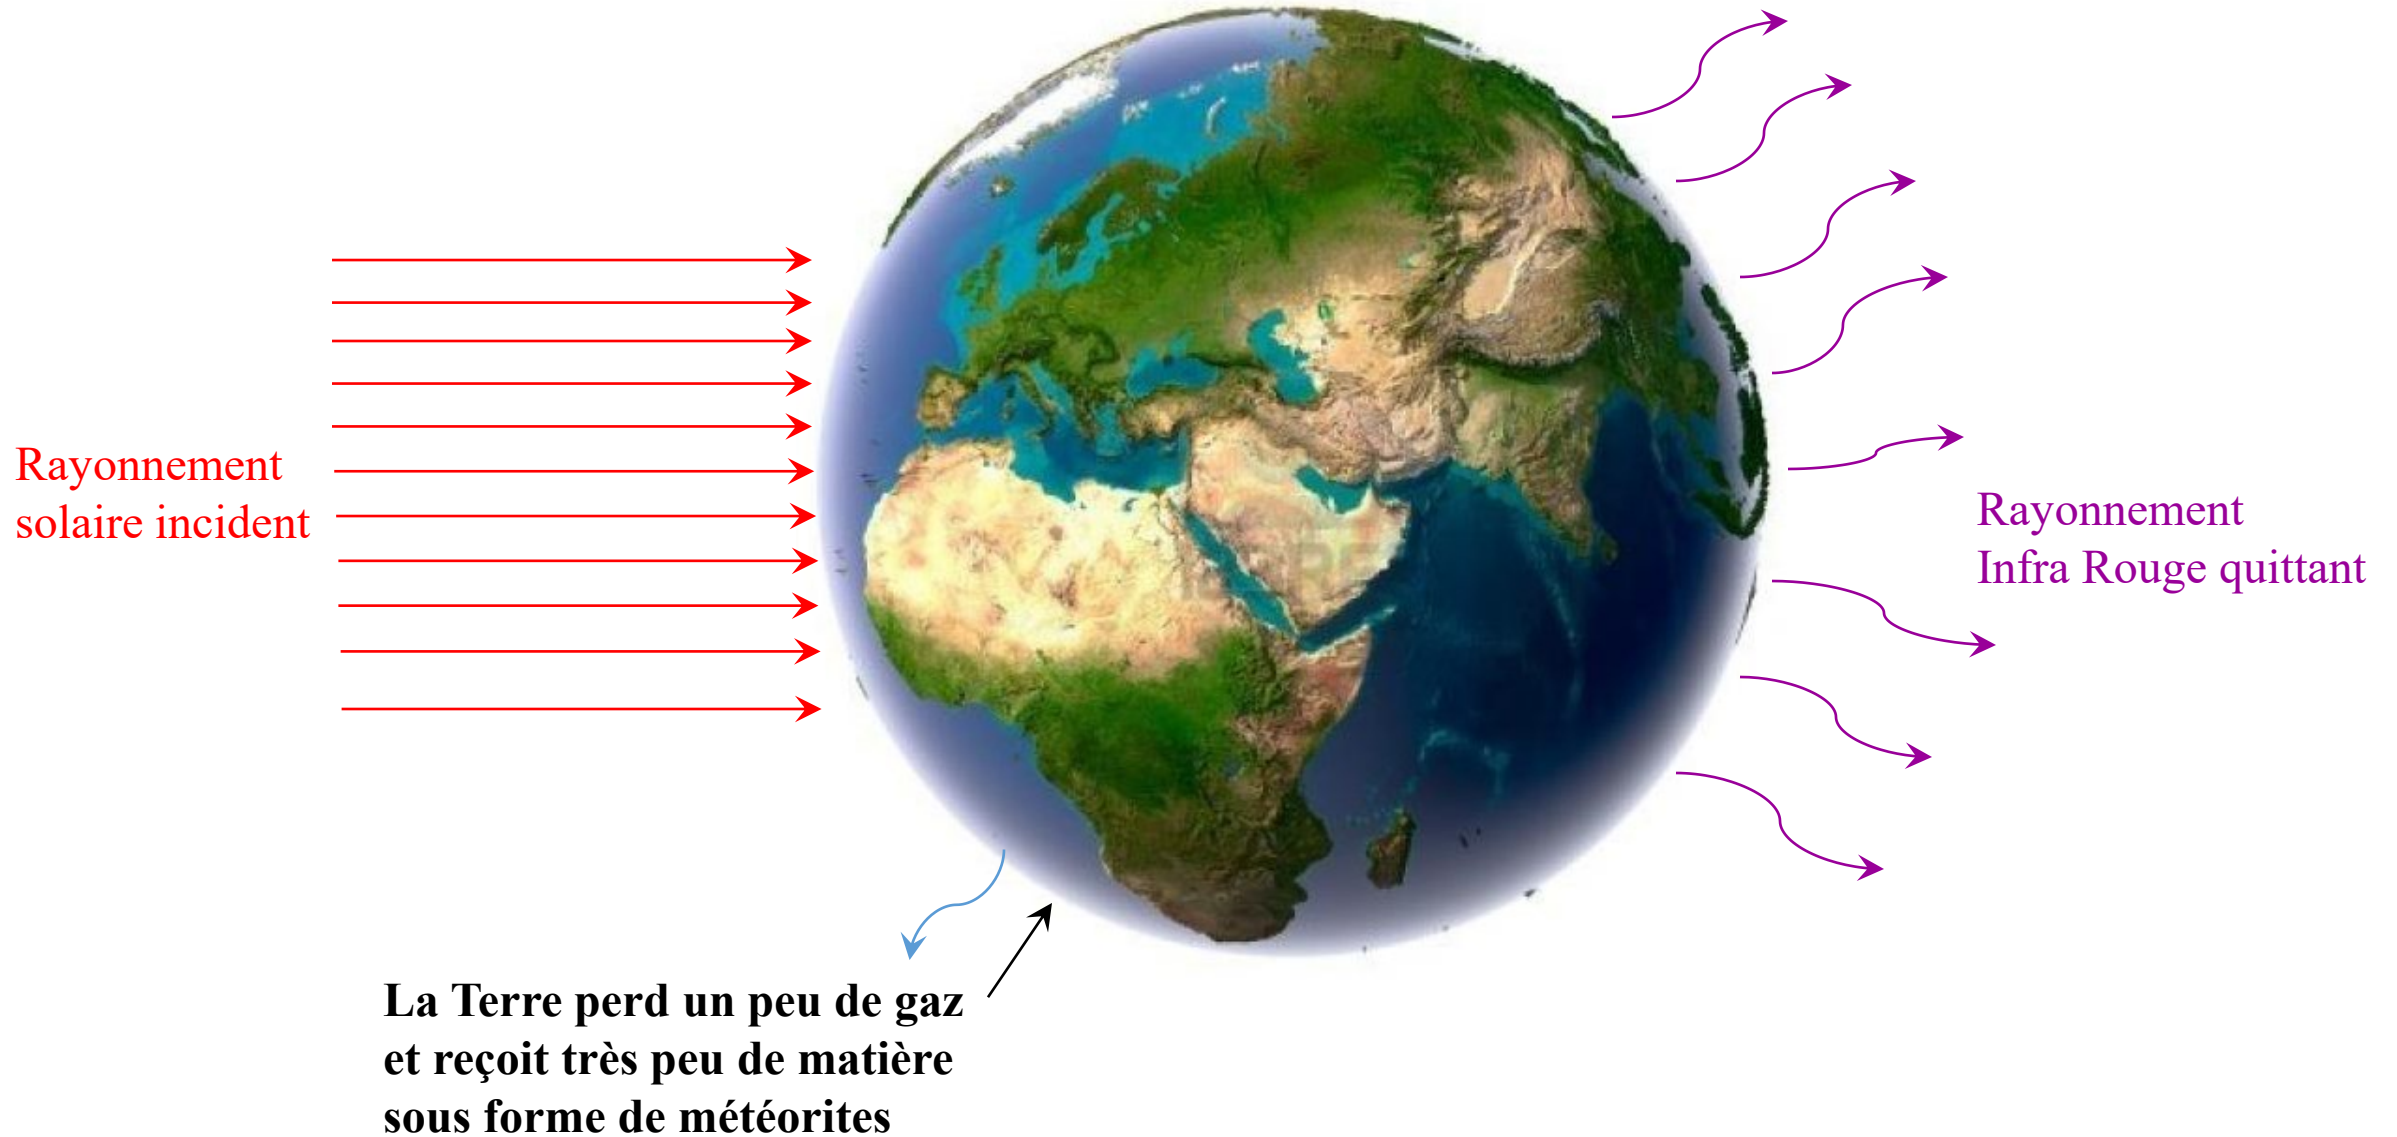 Rayonnement
solaire incident
Rayonnement
Infra Rouge quittant
La Terre perd un peu de gaz
et reçoit très peu de matière
sous forme de météorites